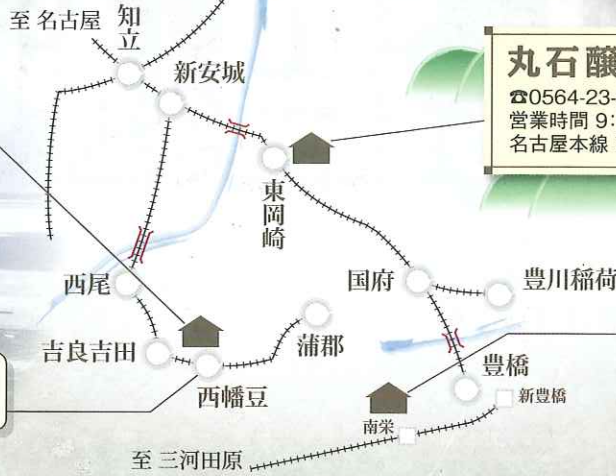 至 名古屋
知立
新安城
丸石醸
☎0564-23-
営業時間 9:
名古屋本線
東岡崎
西尾
国府
豊川稲荷
吉良吉田
蒲郡
西幡豆
豊橋
新豊橋
南栄
至 三河田原